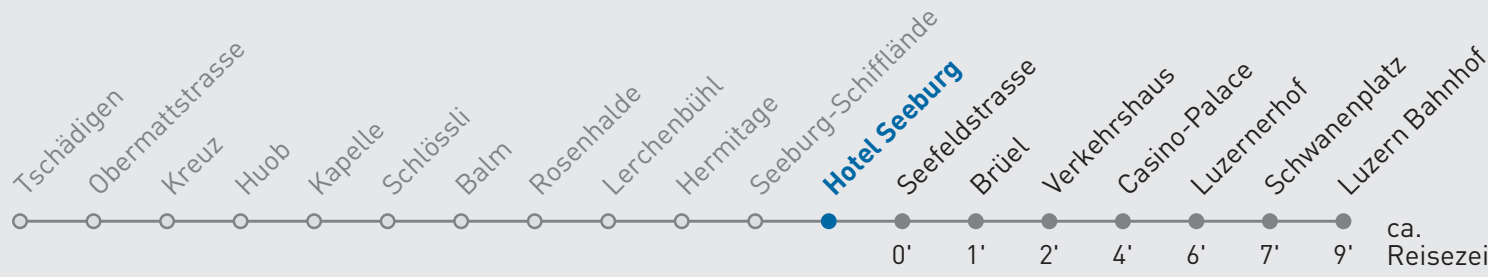 Tschädigen
Obermattstrasse
Kreuz
Huob
Kapelle
Schlössli
Balm
Rosenhalde
Lerchenbühl
Hermitage
Seeburg-Schifflände
Hotel Seeburg
Seefeldstrasse
Brüel
Verkehrshaus
Casino-Palace
Luzernerhof
Schwanenplatz
Luzern Bahnhof
0' 1' 2' 4' 6' 7' 9'
ca.
Reisezei